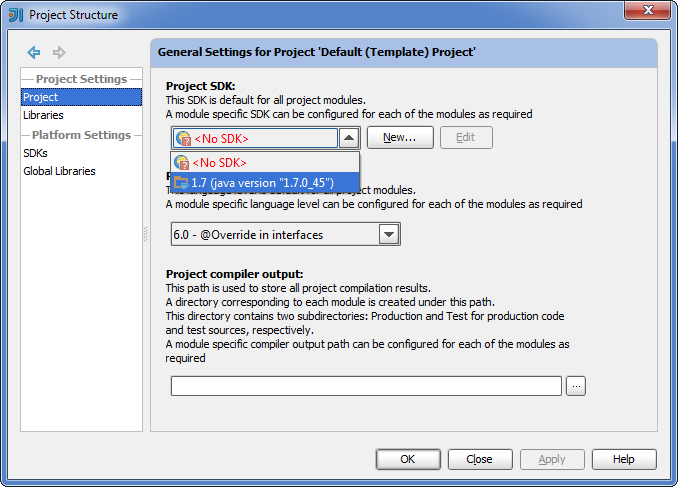 Project Structure
Project Settings
Project
Libraries
Platform Settings
SDKs
Global Libraries
General Settings for Project 'Default (Template) Project'
Project SDK:
This SDK is default for all project modules.
A module specific SDK can be configured for each of the modules as required
<No SDK>
New...
Edit
<No SDK>
1.7 (java version "1.7.0_45")
all project modules.
A module specific language level can be configured for each of the modules as required
6.0 - @Override in interfaces
Project compiler output:
This path is used to store all project compilation results.
A directory corresponding to each module is created under this path.
This directory contains two subdirectories: Production and Test for production code
and test sources, respectively.
A module specific compiler output path can be configured for each of the modules as
required
...
OK
Close
Apply
Help